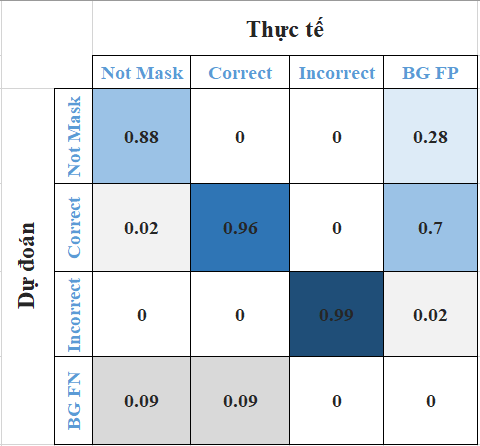 Thực tế
Not Mask Correct Incorrect BG FP
Dự đoán
Not Mask 0.88 0 0 0.28
Correct 0.02 0.96 0 0.7
Incorrect 0 0 0.99 0.02
BG FN 0.09 0.09 0 0